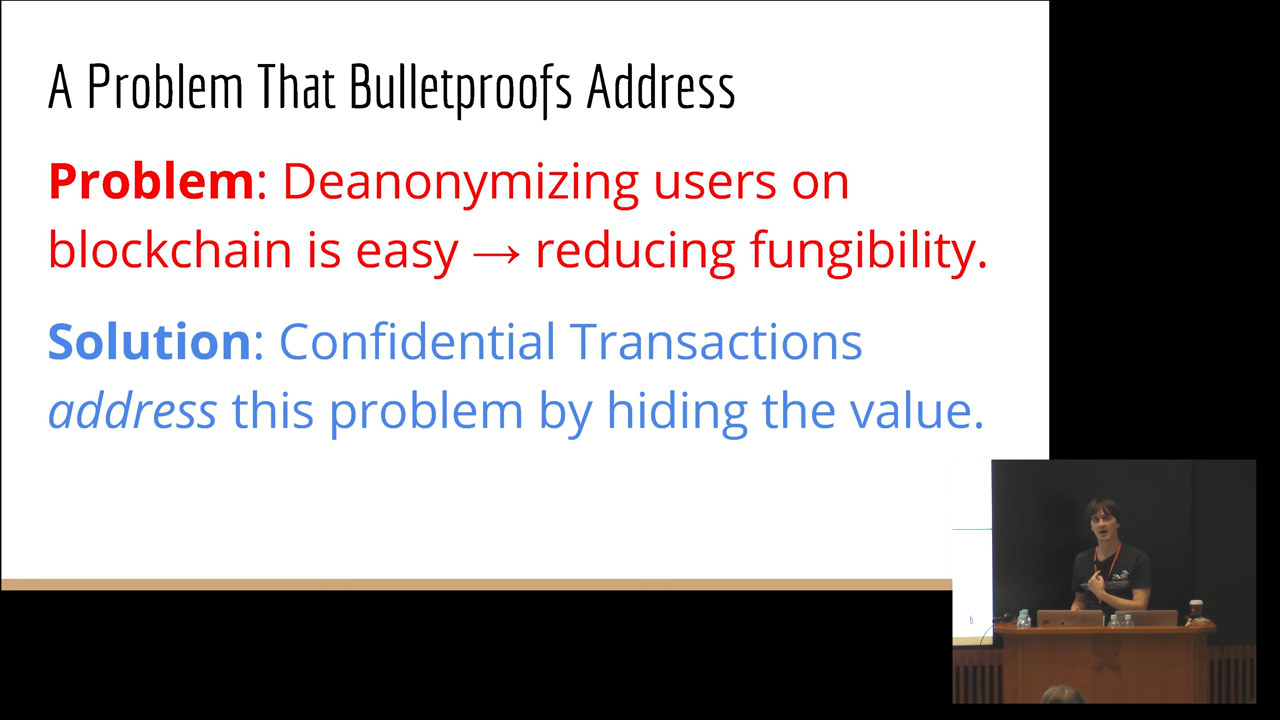 A Problem That Bulletproofs Address
Problem: Deanonymizing users on
blockchain is easy → reducing fungibility.
Solution: Confidential Transactions
address this problem by hiding the value.
6